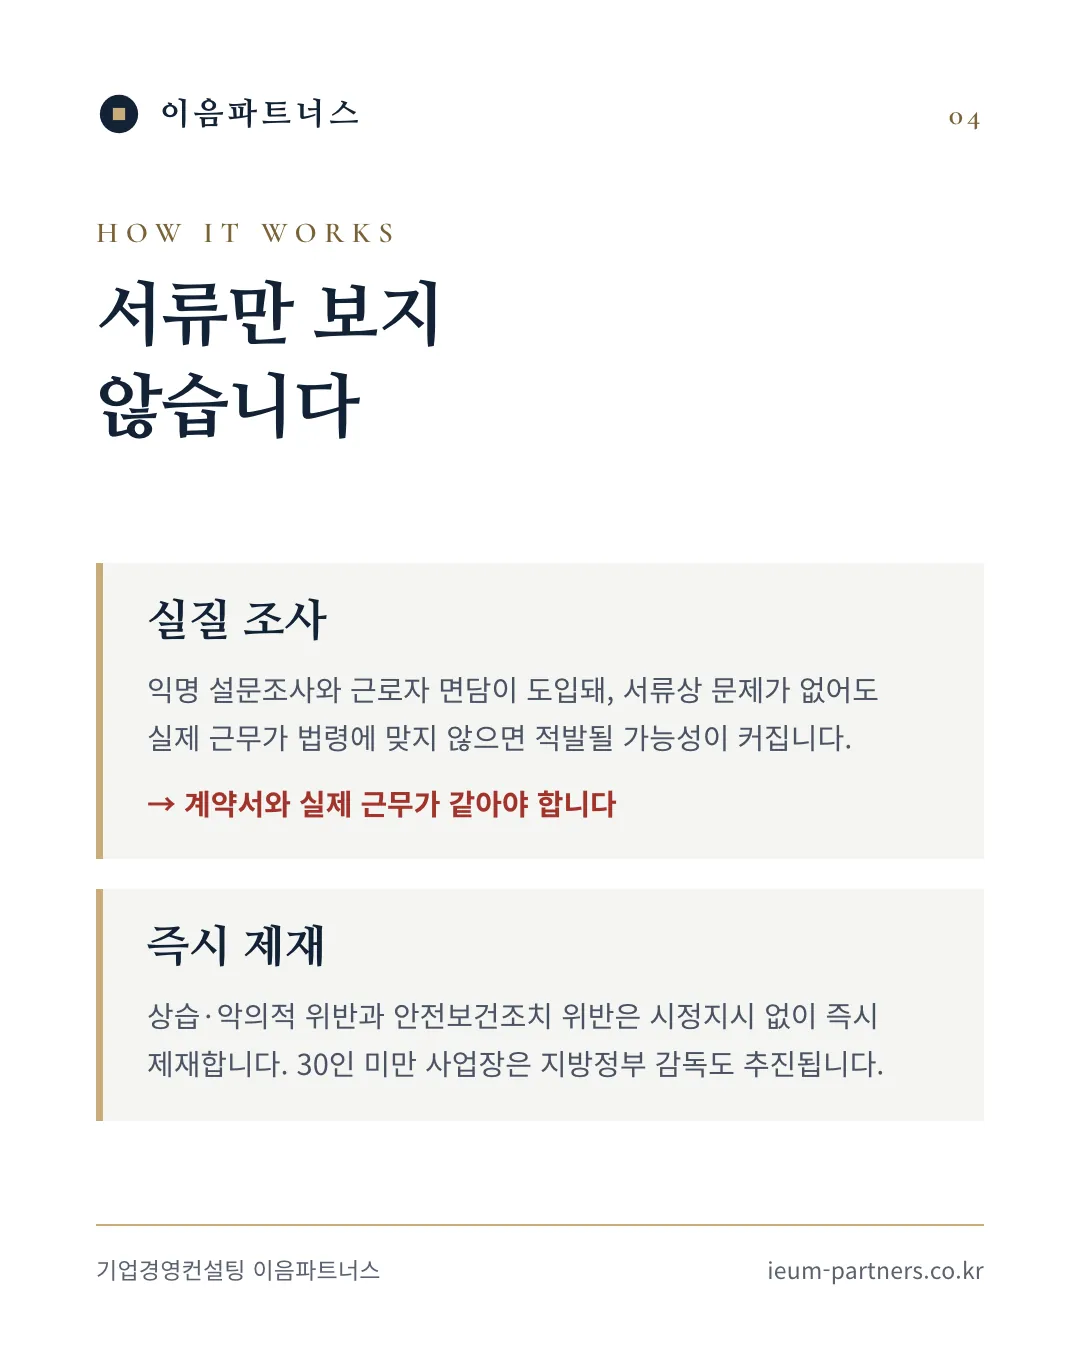 이음파트너스
04
HOW IT WORKS
서류만 보지
않습니다
실질 조사
익명 설문조사와 근로자 면담이 도입돼, 서류상 문제가 없어도
실제 근무가 법령에 맞지 않으면 적발될 가능성이 커집니다.
→ 계약서와 실제 근무가 같아야 합니다
즉시 제재
상습·악의적 위반과 안전보건조치 위반은 시정지시 없이 즉시
제재합니다. 30인 미만 사업장은 지방정부 감독도 추진됩니다.
기업경영컨설팅 이음파트너스
ieum-partners.co.kr